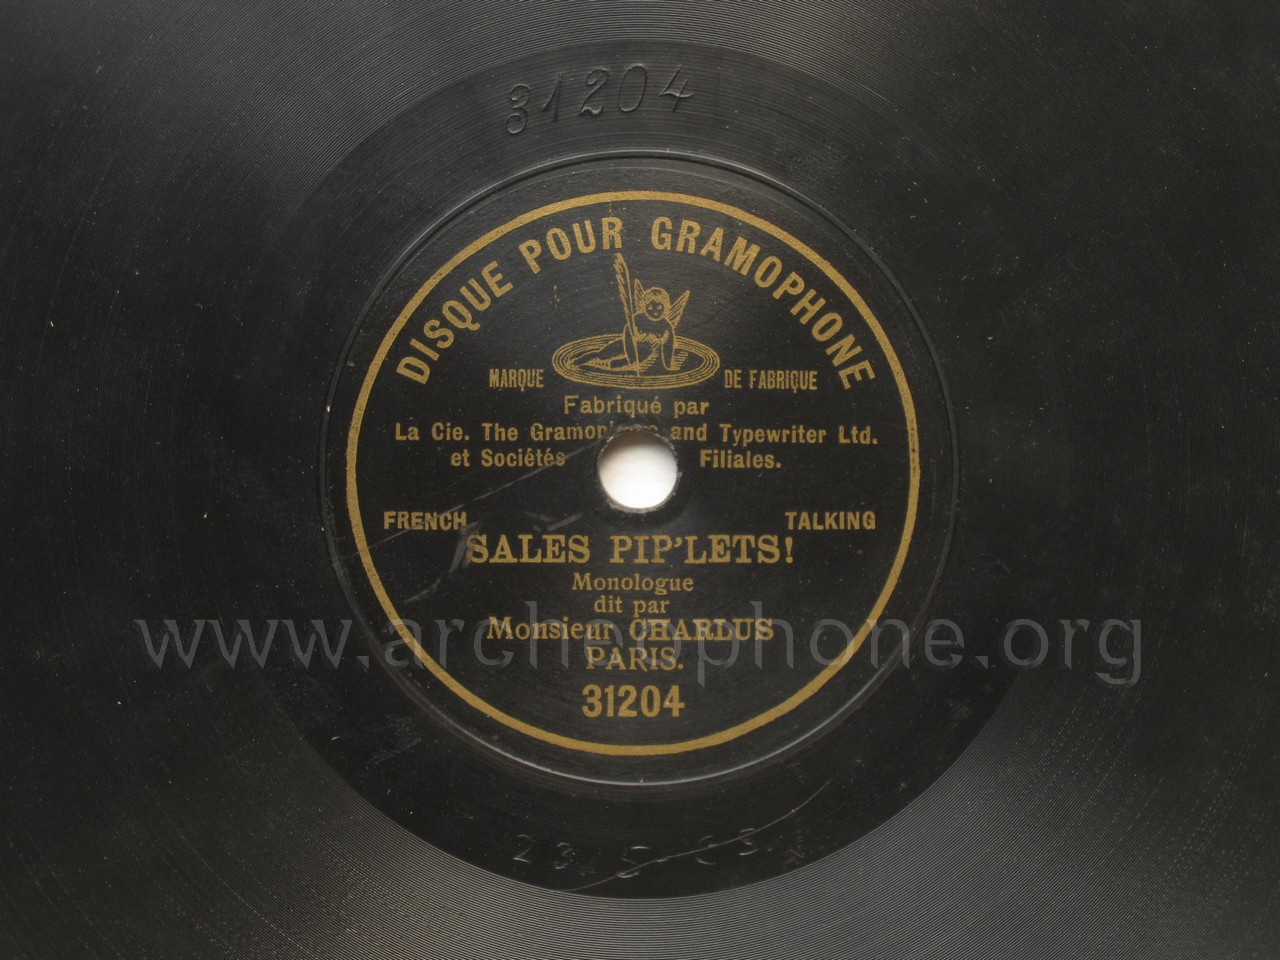 31204
DISQUE POUR GRAMOPHONE
MARQUE DE FABRIQUE
Fabriqué par
La Cie. The Gramophone and Typewriter Ltd.
et Sociétés Filiales.
FRENCH TALKING
SALES PIP'LETS!
Monologue
dit par
Monsieur CHARLUS
www.archeophone.org
PARIS.
31204